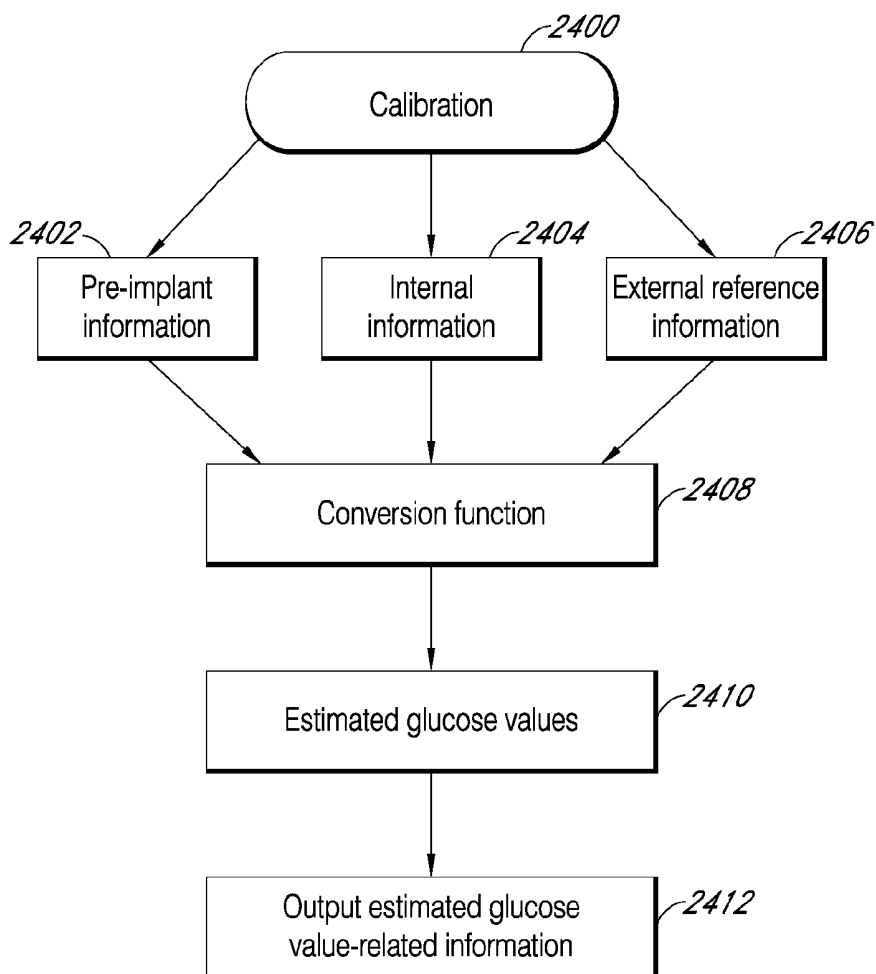 2400
Calibration
2402
2404
2406
Pre-implant
information
Internal
information
External reference
information
2408
Conversion function
2410
Estimated glucose values
2412
Output estimated glucose
value-related information